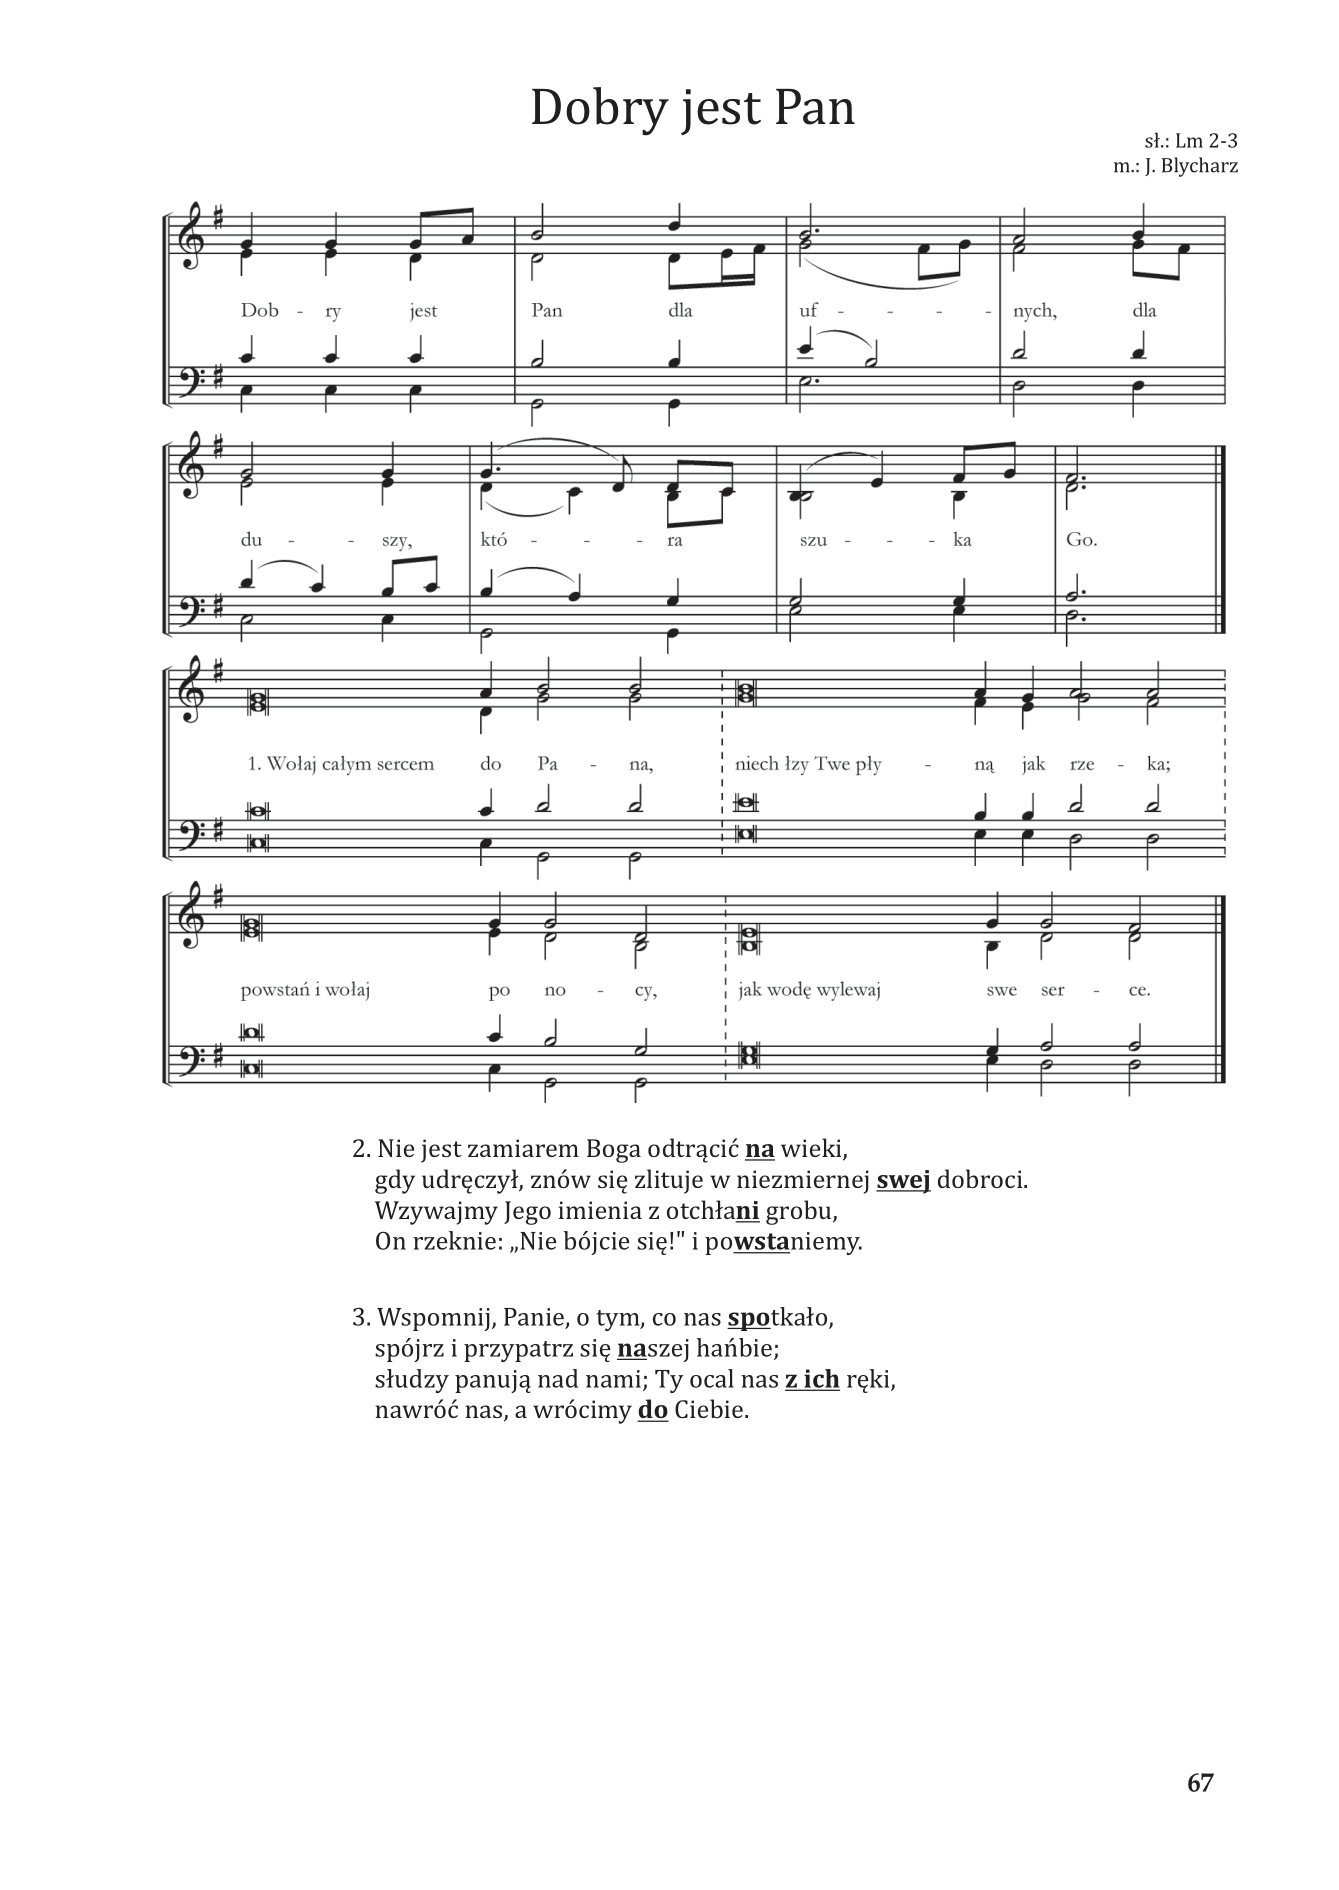 Dobry jest Pan
sł.: Lm 2-3
m.: J. Blycharz
Dob - ry jest Pan dla uf - - - - nych, dla
du - - szy, któ - - - ra szu - - - ka Go.
1. Wołaj całym sercem do Pa - na, niech łzy Twe pły - ną jak rze - ka;
powstań i wołaj po no - cy, jak wodę wylewaj swe ser - ce.
2. Nie jest zamiarem Boga odtrącić na wieki,
gdy udręczył, znów się zlituje w niezmiernej swej dobroci.
Wzywajmy Jego imienia z otchłani grobu,
On rzeknie: „Nie bójcie się!" i powstaniemy.
3. Wspomnij, Panie, o tym, co nas spotkało,
spójrz i przypatrz się naszej hańbie;
słudzy panują nad nami; Ty ocal nas z ich ręki,
nawróć nas, a wrócimy do Ciebie.
67